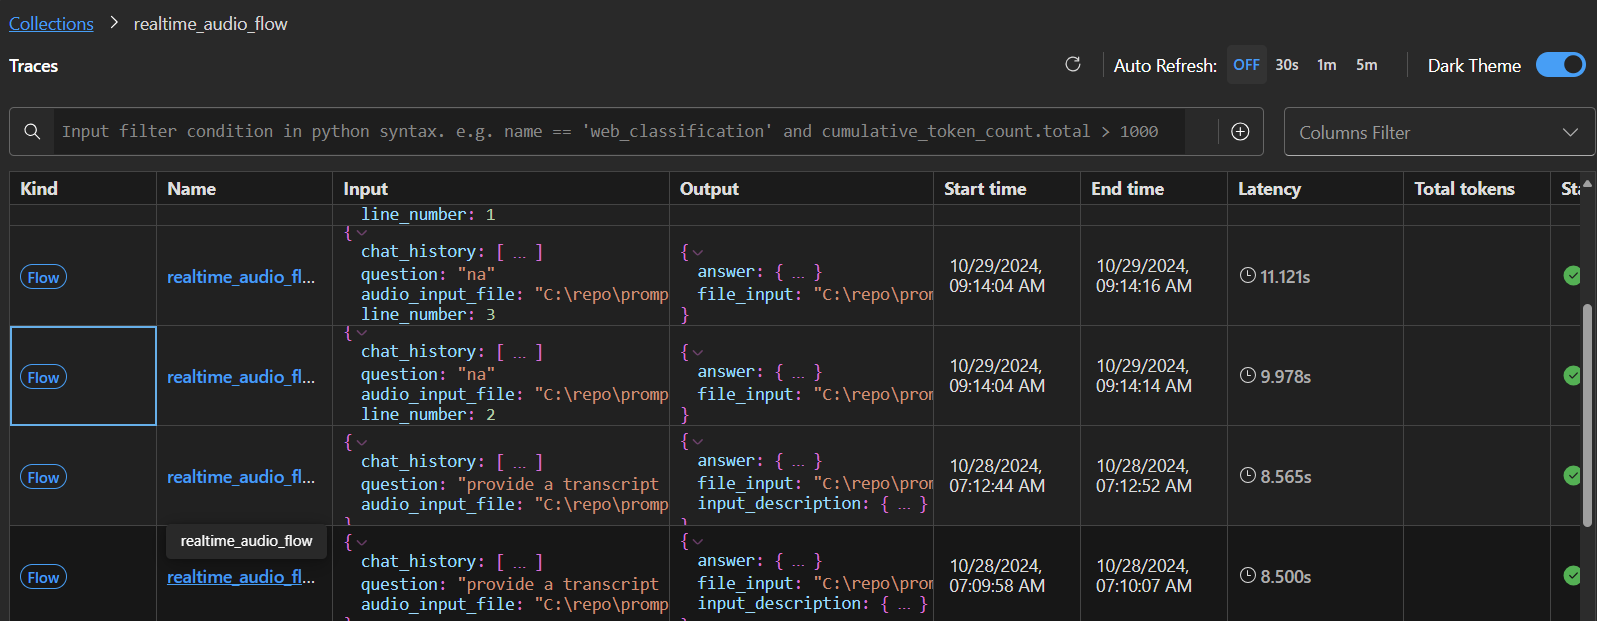 Collections > realtime_audio_flow
Traces
Auto Refresh: OFF 30s 1m 5m Dark Theme
Input filter condition in python syntax. e.g. name == 'web_classification' and cumulative_token_count.total > 1000
Columns Filter
Kind Name Input Output Start time End time Latency Total tokens Sta
line_number: 1
Flow
realtime_audio_fl...
{
chat_history: [ ... ]
question: "na"
audio_input_file: "C:\repo\promp
line_number: 3
{
answer: { ... }
file_input: "C:\repo\prom
}
10/29/2024,
09:14:04 AM
10/29/2024,
09:14:16 AM
11.121s
Flow
realtime_audio_fl...
{
chat_history: [ ... ]
question: "na"
audio_input_file: "C:\repo\promp
line_number: 2
{
answer: { ... }
file_input: "C:\repo\prom
}
10/29/2024,
09:14:04 AM
10/29/2024,
09:14:14 AM
9.978s
Flow
realtime_audio_fl...
{
chat_history: [ ... ]
question: "provide a transcript
audio_input_file: "C:\repo\promp
}
{
answer: { ... }
file_input: "C:\repo\prom
input_description: { ... }
}
10/28/2024,
07:12:44 AM
10/28/2024,
07:12:52 AM
8.565s
realtime_audio_flow
Flow
realtime_audio_fl...
{
chat_history: [ ... ]
question: "provide a transcript
audio_input_file: "C:\repo\promp
}
{
answer: { ... }
file_input: "C:\repo\prom
input_description: { ... }
}
10/28/2024,
07:09:58 AM
10/28/2024,
07:10:07 AM
8.500s